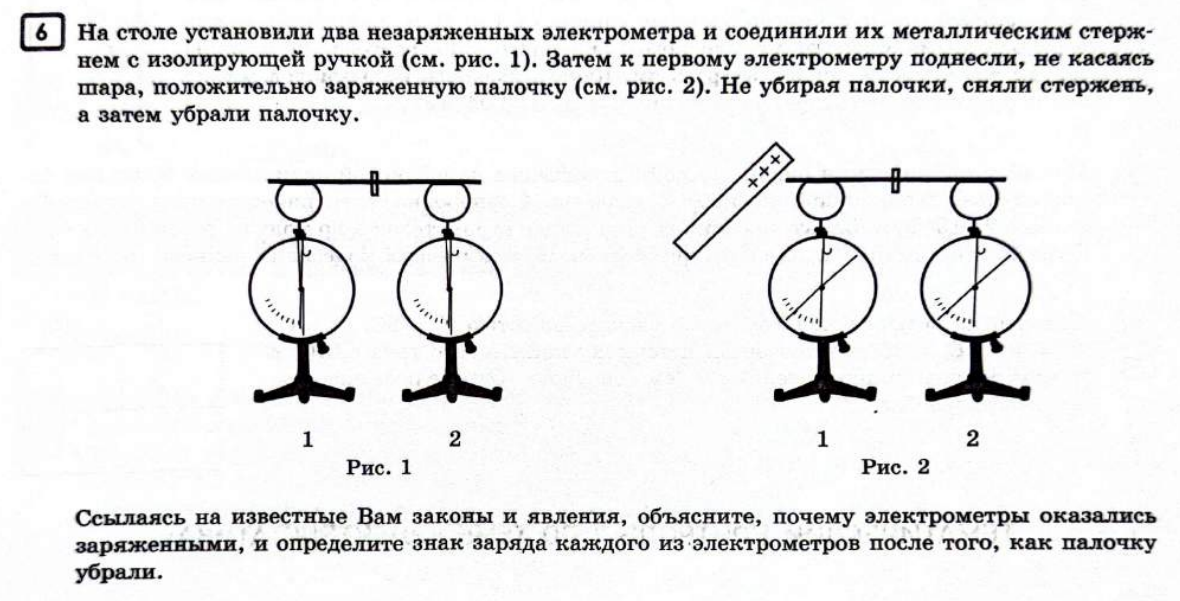 6 На столе установили два незаряженных электрометра и соединили их металлическим стерж-
нем с изолирующей ручкой (см. рис. 1). Затем к первому электрометру поднесли, не касаясь
шара, положительно заряженную палочку (см. рис. 2). Не убирая палочки, сняли стержень,
а затем убрали палочку.
+ + +
1 2
Рис. 1
1 2
Рис. 2
Ссылаясь на известные Вам законы и явления, объясните, почему электрометры оказались
заряженными, и определите знак заряда каждого из электрометров после того, как палочку
убрали.